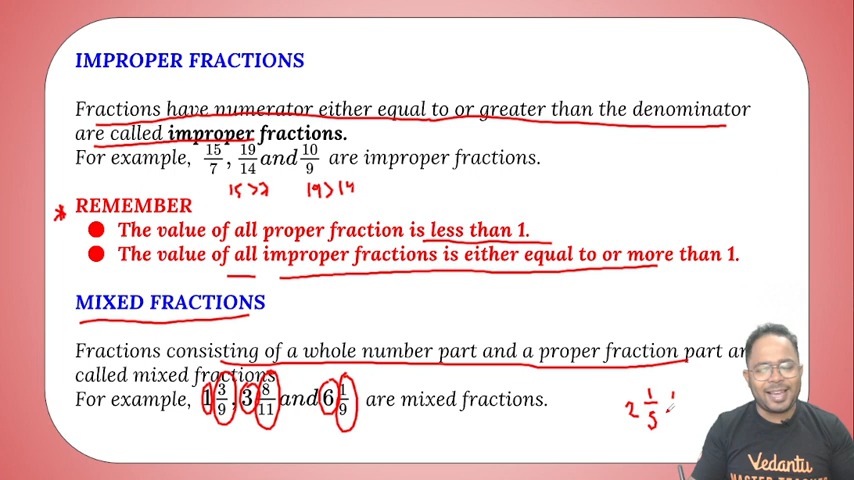 IMPROPER FRACTIONS
Fractions have numerator either equal to or greater than the denominator
are called improper fractions.
For example, 15/7, 19/14 and 10/9 are improper fractions.
15>7 19>14
* REMEMBER
● The value of all proper fraction is less than 1.
● The value of all improper fractions is either equal to or more than 1.
MIXED FRACTIONS
Fractions consisting of a whole number part and a proper fraction part
called mixed fractions
For example, 1 3/9, 3 8/11 and 6 1/9 are mixed fractions.
2 1/5
Vedantu
MASTER